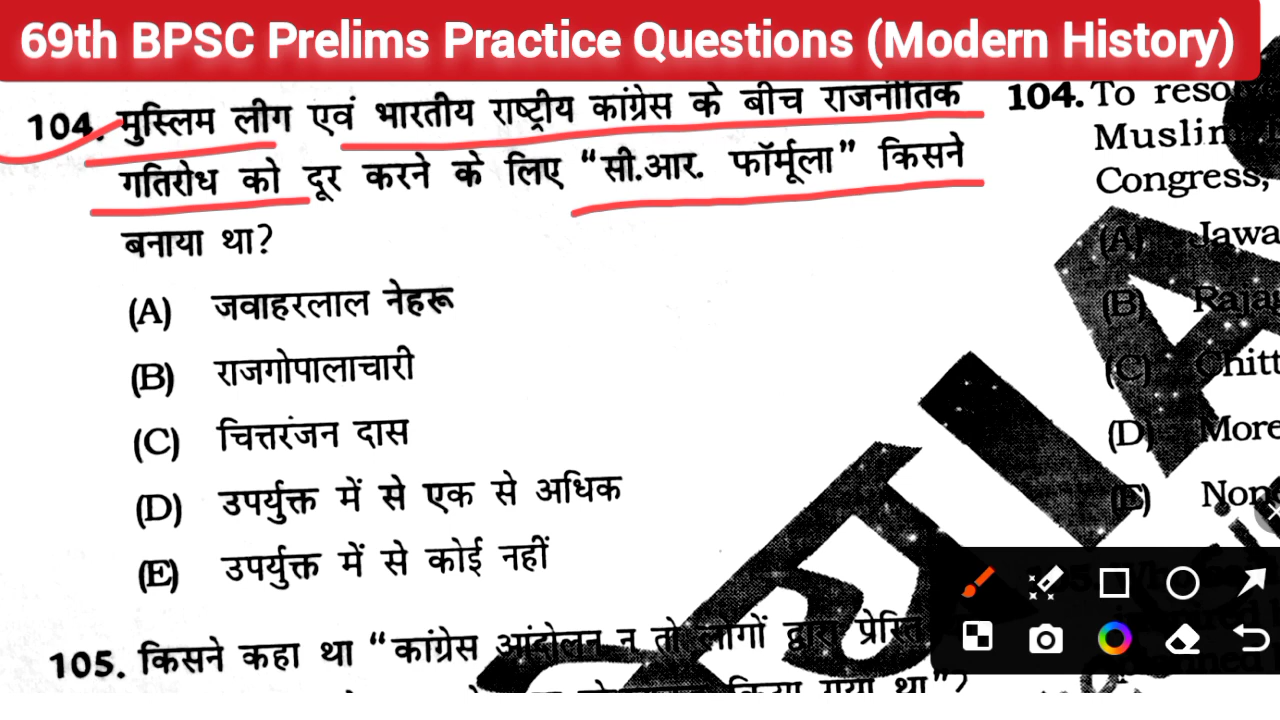 69th BPSC Prelims Practice Questions (Modern History)
104. मुस्लिम लीग एवं भारतीय राष्ट्रीय कांग्रेस के बीच राजनीतिक
गतिरोध को दूर करने के लिए “सी.आर. फॉर्मूला” किसने
बनाया था?
(A) जवाहरलाल नेहरू
(B) राजगोपालाचारी
(C) चित्तरंजन दास
(D) उपर्युक्त में से एक से अधिक
(E) उपर्युक्त में से कोई नहीं
105. किसने कहा था “कांग्रेस आंदोलन न तो लोगों द्वारा
किया गया था”?
104. To reso
Muslim
Congress,
(A) Jawa
(B) Raja
(C) Chitt
(D) More
(E) Non